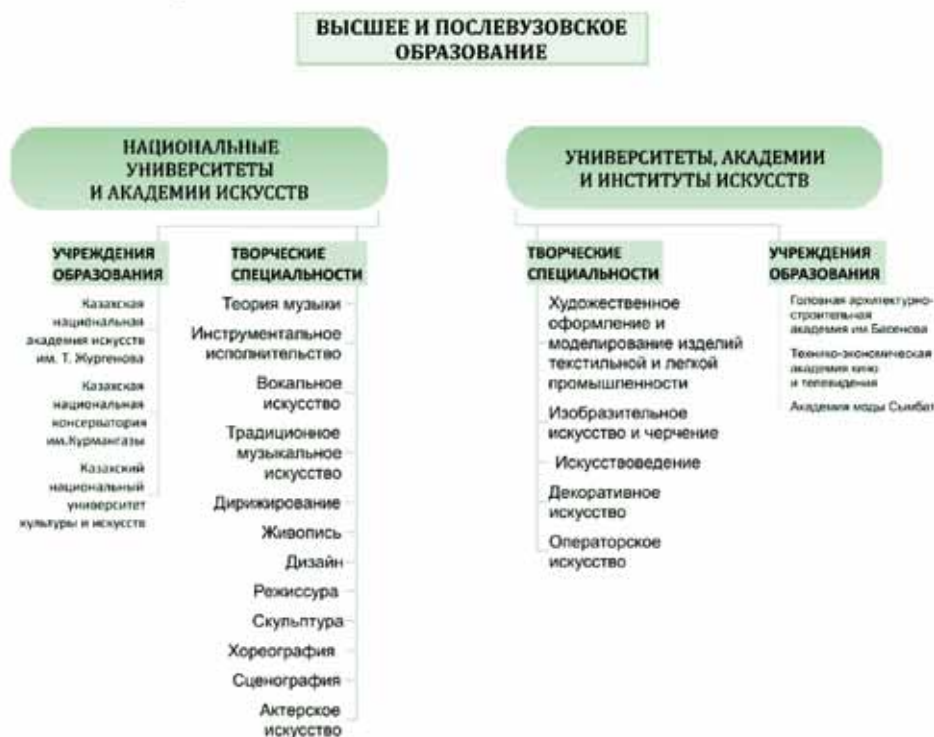 ВЫСШЕЕ И ПОСЛЕВУЗОВСКОЕ
ОБРАЗОВАНИЕ
НАЦИОНАЛЬНЫЕ
УНИВЕРСИТЕТЫ
И АКАДЕМИИ ИСКУССТВ
УЧРЕЖДЕНИЯ
ОБРАЗОВАНИЯ
Казахская
национальная
академия искусств
им. Т. Жургенова
Казахская
национальная
консерватория
им.Курмангазы
Казахский
национальный
университет
культуры и искусств
ТВОРЧЕСКИЕ
СПЕЦИАЛЬНОСТИ
Теория музыки
Инструментальное
исполнительство
Вокальное
искусство
Традиционное
музыкальное
искусство
Дирижирование
Живопись
Дизайн
Режиссура
Скульптура
Хореография
Сценография
Актерское
искусство
УНИВЕРСИТЕТЫ, АКАДЕМИИ
И ИНСТИТУТЫ ИСКУССТВ
ТВОРЧЕСКИЕ
СПЕЦИАЛЬНОСТИ
Художественное
оформление и
моделирование изделий
текстильной и легкой
промышленности
Изобразительное
искусство и черчение
Искусствоведение
Декоративное
искусство
Операторское
искусство
УЧРЕЖДЕНИЯ
ОБРАЗОВАНИЯ
Головная архитектурно-
строительная
академия им.Басенова
Технико-экономическая
академия кино
и телевидения
Академия моды Сымбат